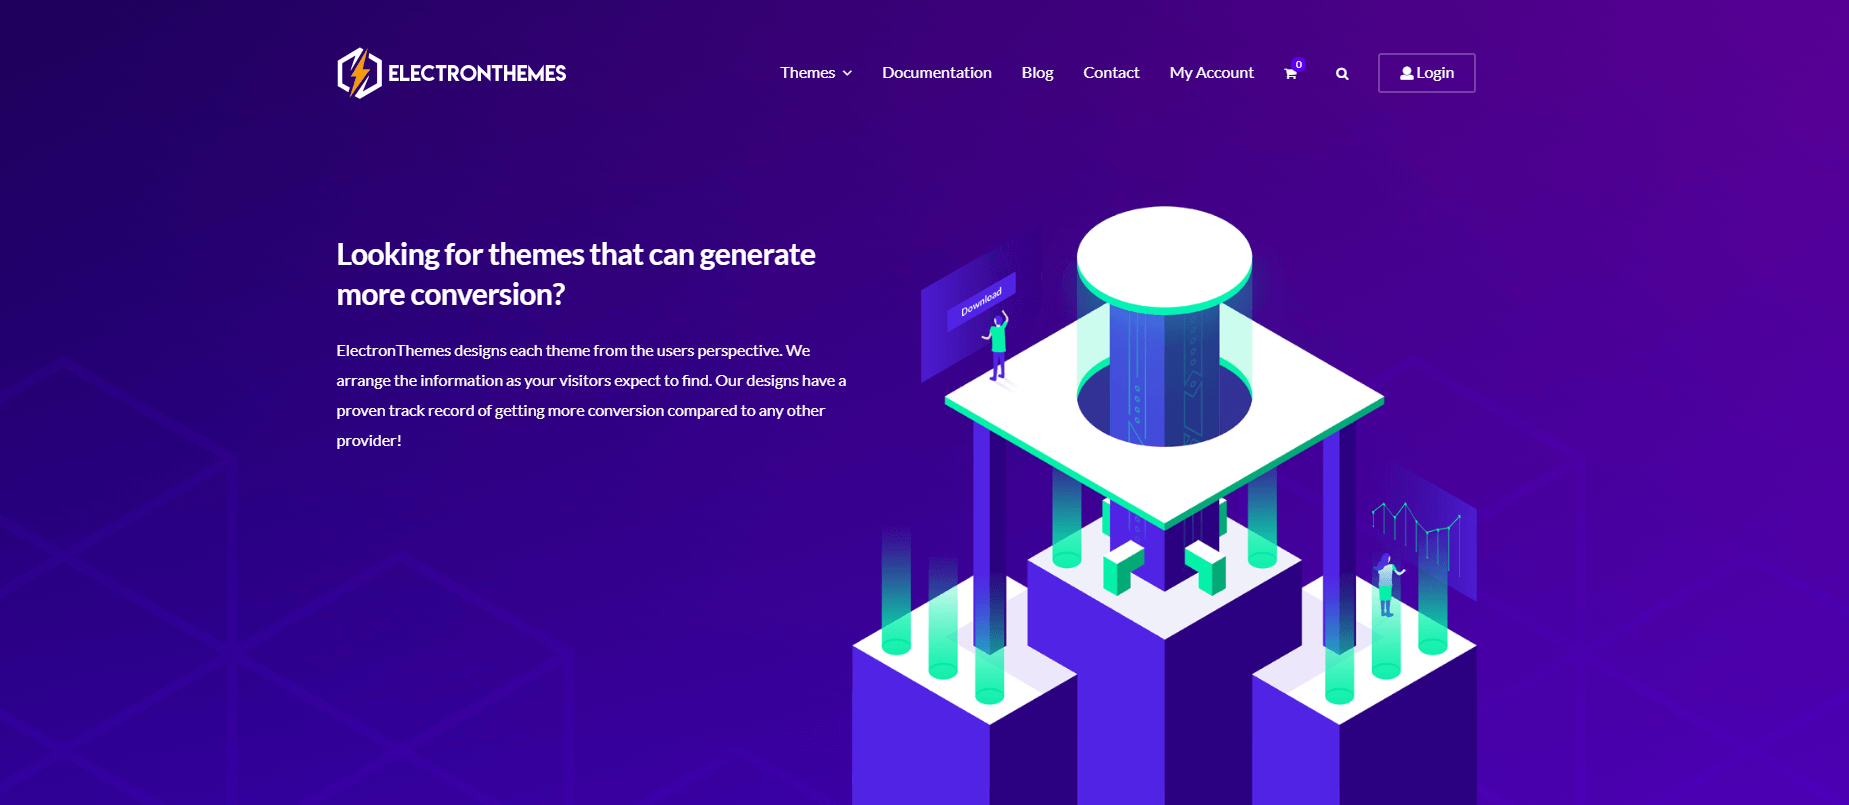 ELECTRONTHEMES
Themes
Documentation
Blog
Contact
My Account
0
Login
Looking for themes that can generate
more conversion?
ElectronThemes designs each theme from the users perspective. We
arrange the information as your visitors expect to find. Our designs have a
proven track record of getting more conversion compared to any other
provider!
Download